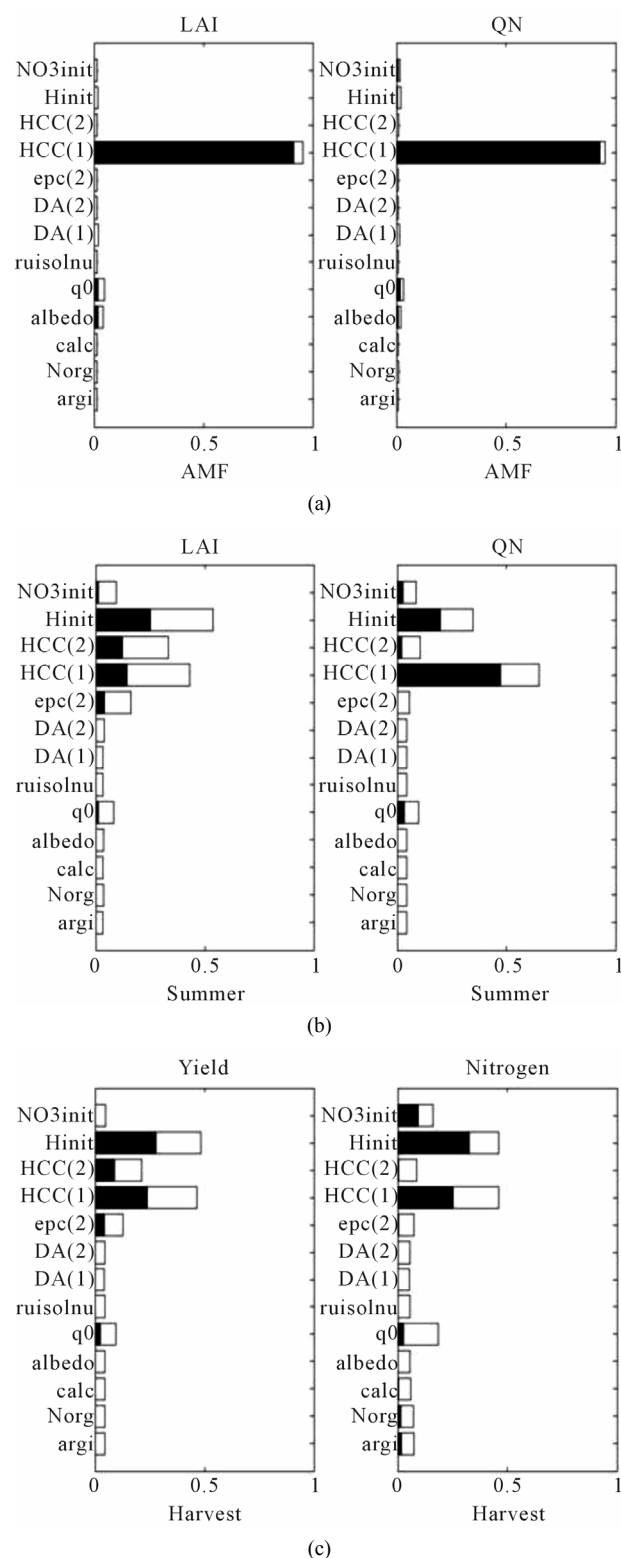 LAI QN
NO3init NO3init
Hinit Hinit
HCC(2) HCC(2)
HCC(1) HCC(1)
epc(2) epc(2)
DA(2) DA(2)
DA(1) DA(1)
ruisolnu ruisolnu
q0 q0
albedo albedo
calc calc
Norg Norg
argi argi
0 0.5 1 0 0.5 1
AMF AMF
(a)
LAI QN
NO3init NO3init
Hinit Hinit
HCC(2) HCC(2)
HCC(1) HCC(1)
epc(2) epc(2)
DA(2) DA(2)
DA(1) DA(1)
ruisolnu ruisolnu
q0 q0
albedo albedo
calc calc
Norg Norg
argi argi
0 0.5 1 0 0.5 1
Summer Summer
(b)
Yield Nitrogen
NO3init NO3init
Hinit Hinit
HCC(2) HCC(2)
HCC(1) HCC(1)
epc(2) epc(2)
DA(2) DA(2)
DA(1) DA(1)
ruisolnu ruisolnu
q0 q0
albedo albedo
calc calc
Norg Norg
argi argi
0 0.5 1 0 0.5 1
Harvest Harvest
(c)